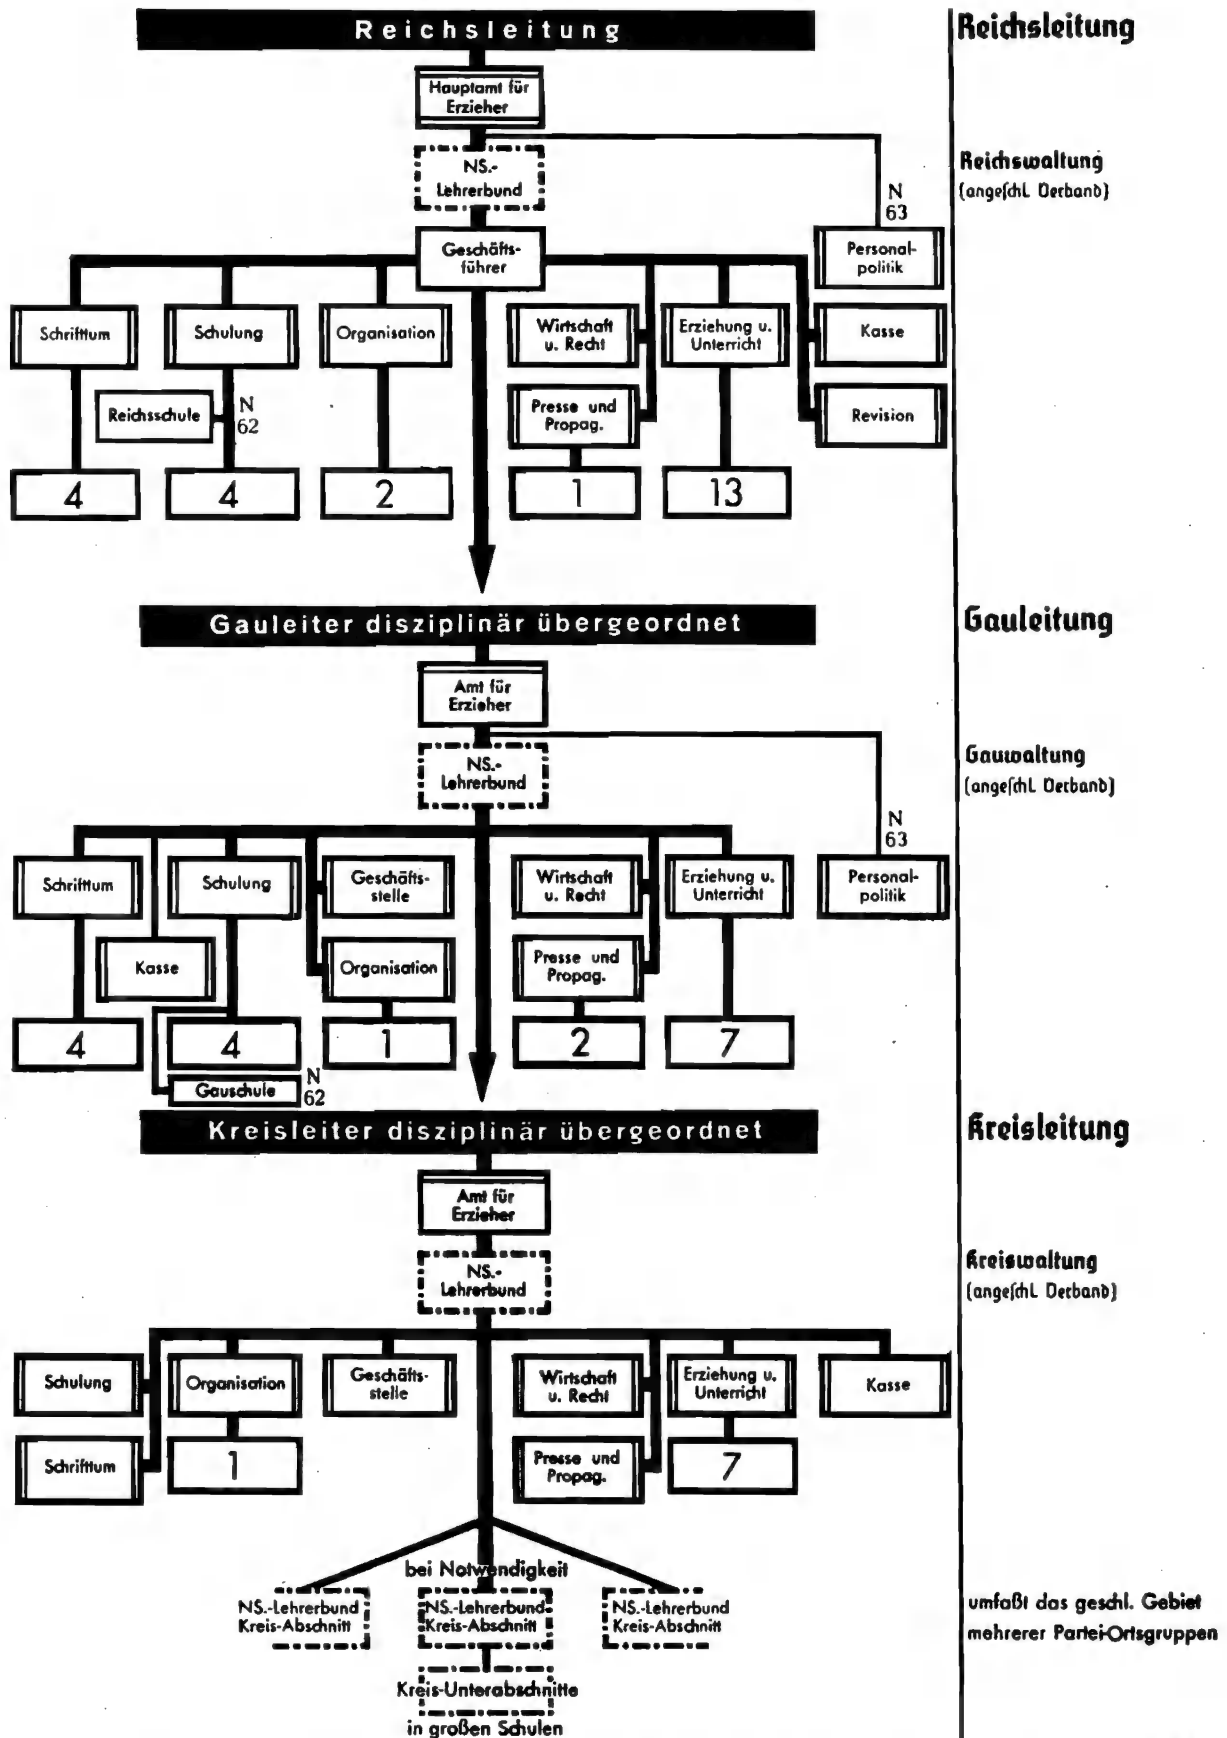 Reichsleitung
Reichsleitung
Hauptamt für
Erzieher
NS.-
Lehrerbund
Reichswaltung
(angeschl. Verband)
N
63
Geschäfts-
führer
Personal-
politik
Schrifttum
Schulung
Organisation
Wirtschaft
u. Recht
Erziehung u.
Unterricht
Kasse
Reichsschule
N
62
Presse und
Propag.
Revision
4
4
2
1
13
Gauleiter disziplinär übergeordnet
Gauleitung
Amt für
Erzieher
NS.-
Lehrerbund
Gauwaltung
(angeschl. Verband)
N
63
Schrifttum
Schulung
Geschäfts-
stelle
Wirtschaft
u. Recht
Erziehung u.
Unterricht
Personal-
politik
Kasse
Organisation
Presse und
Propag.
4
4
1
2
7
Gauschule
N
62
Kreisleiter disziplinär übergeordnet
Kreisleitung
Amt für
Erzieher
NS.-
Lehrerbund
Kreiswaltung
(angeschl. Verband)
Schulung
Organisation
Geschäfts-
stelle
Wirtschaft
u. Recht
Erziehung u.
Unterricht
Kasse
Schrifttum
1
Presse und
Propag.
7
bei Notwendigkeit
NS.-Lehrerbund
Kreis-Abschnitt
NS.-Lehrerbund
Kreis-Abschnitt
NS.-Lehrerbund
Kreis-Abschnitt
umfaßt das geschl. Gebiet
mehrerer Partei-Ortsgruppen
Kreis-Unterabschnitte
in großen Schulen